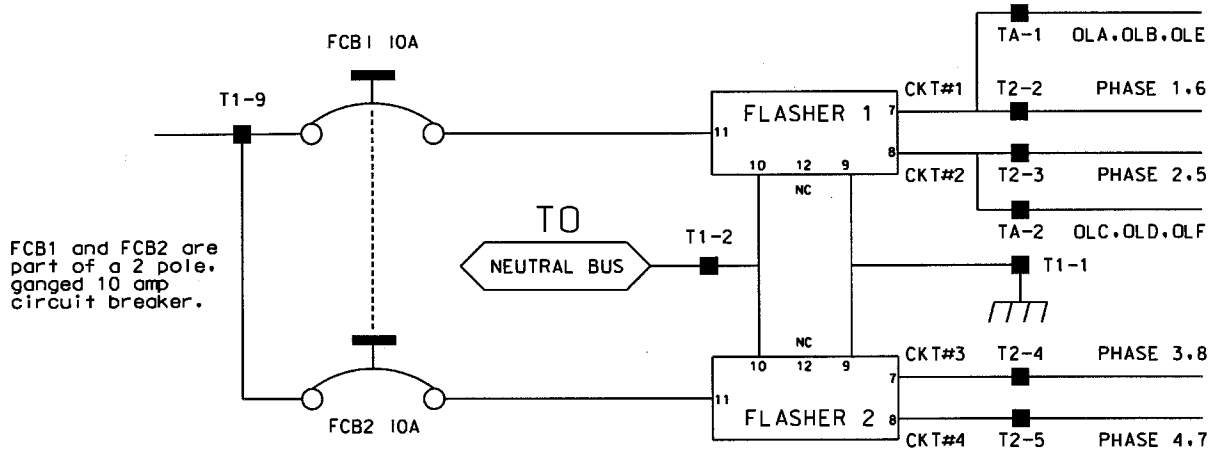 FCB1 10A
TA-1 OLA.OLB.OLE
T1-9
CKT#1 T2-2 PHASE 1.6
FLASHER 1
7
11
8
10 12 9
NC
CKT#2 T2-3 PHASE 2.5
TA-2 OLC.OLD.OLF
TO
NEUTRAL BUS
T1-2
T1-1
FCB1 and FCB2 are
part of a 2 pole.
ganged 10 amp
circuit breaker.
NC
10 12 9
CKT#3 T2-4 PHASE 3.8
7
11
FLASHER 2
8
FCB2 10A
CKT#4 T2-5 PHASE 4.7